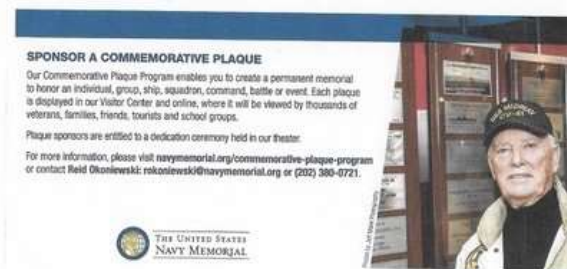 SPONSOR A COMMEMORATIVE PLAQUE
Our Commemorative Plaque Program enables you to create a permanent memorial
to honor an individual, group, ship, squadron, command, battle or event. Each plaque
is displayed in our Visitor Center and online, where it will be viewed by thousands of
veterans, families, friends, tourists and school groups.
Plaque sponsors are entitled to a dedication ceremony held in our theater.
For more information, please visit navymemorial.org/commemorative-plaque-program
or contact Reid Okoniewski: rokoniewski@navymemorial.org or (202) 380-0721.
THE UNITED STATES
NAVY MEMORIAL